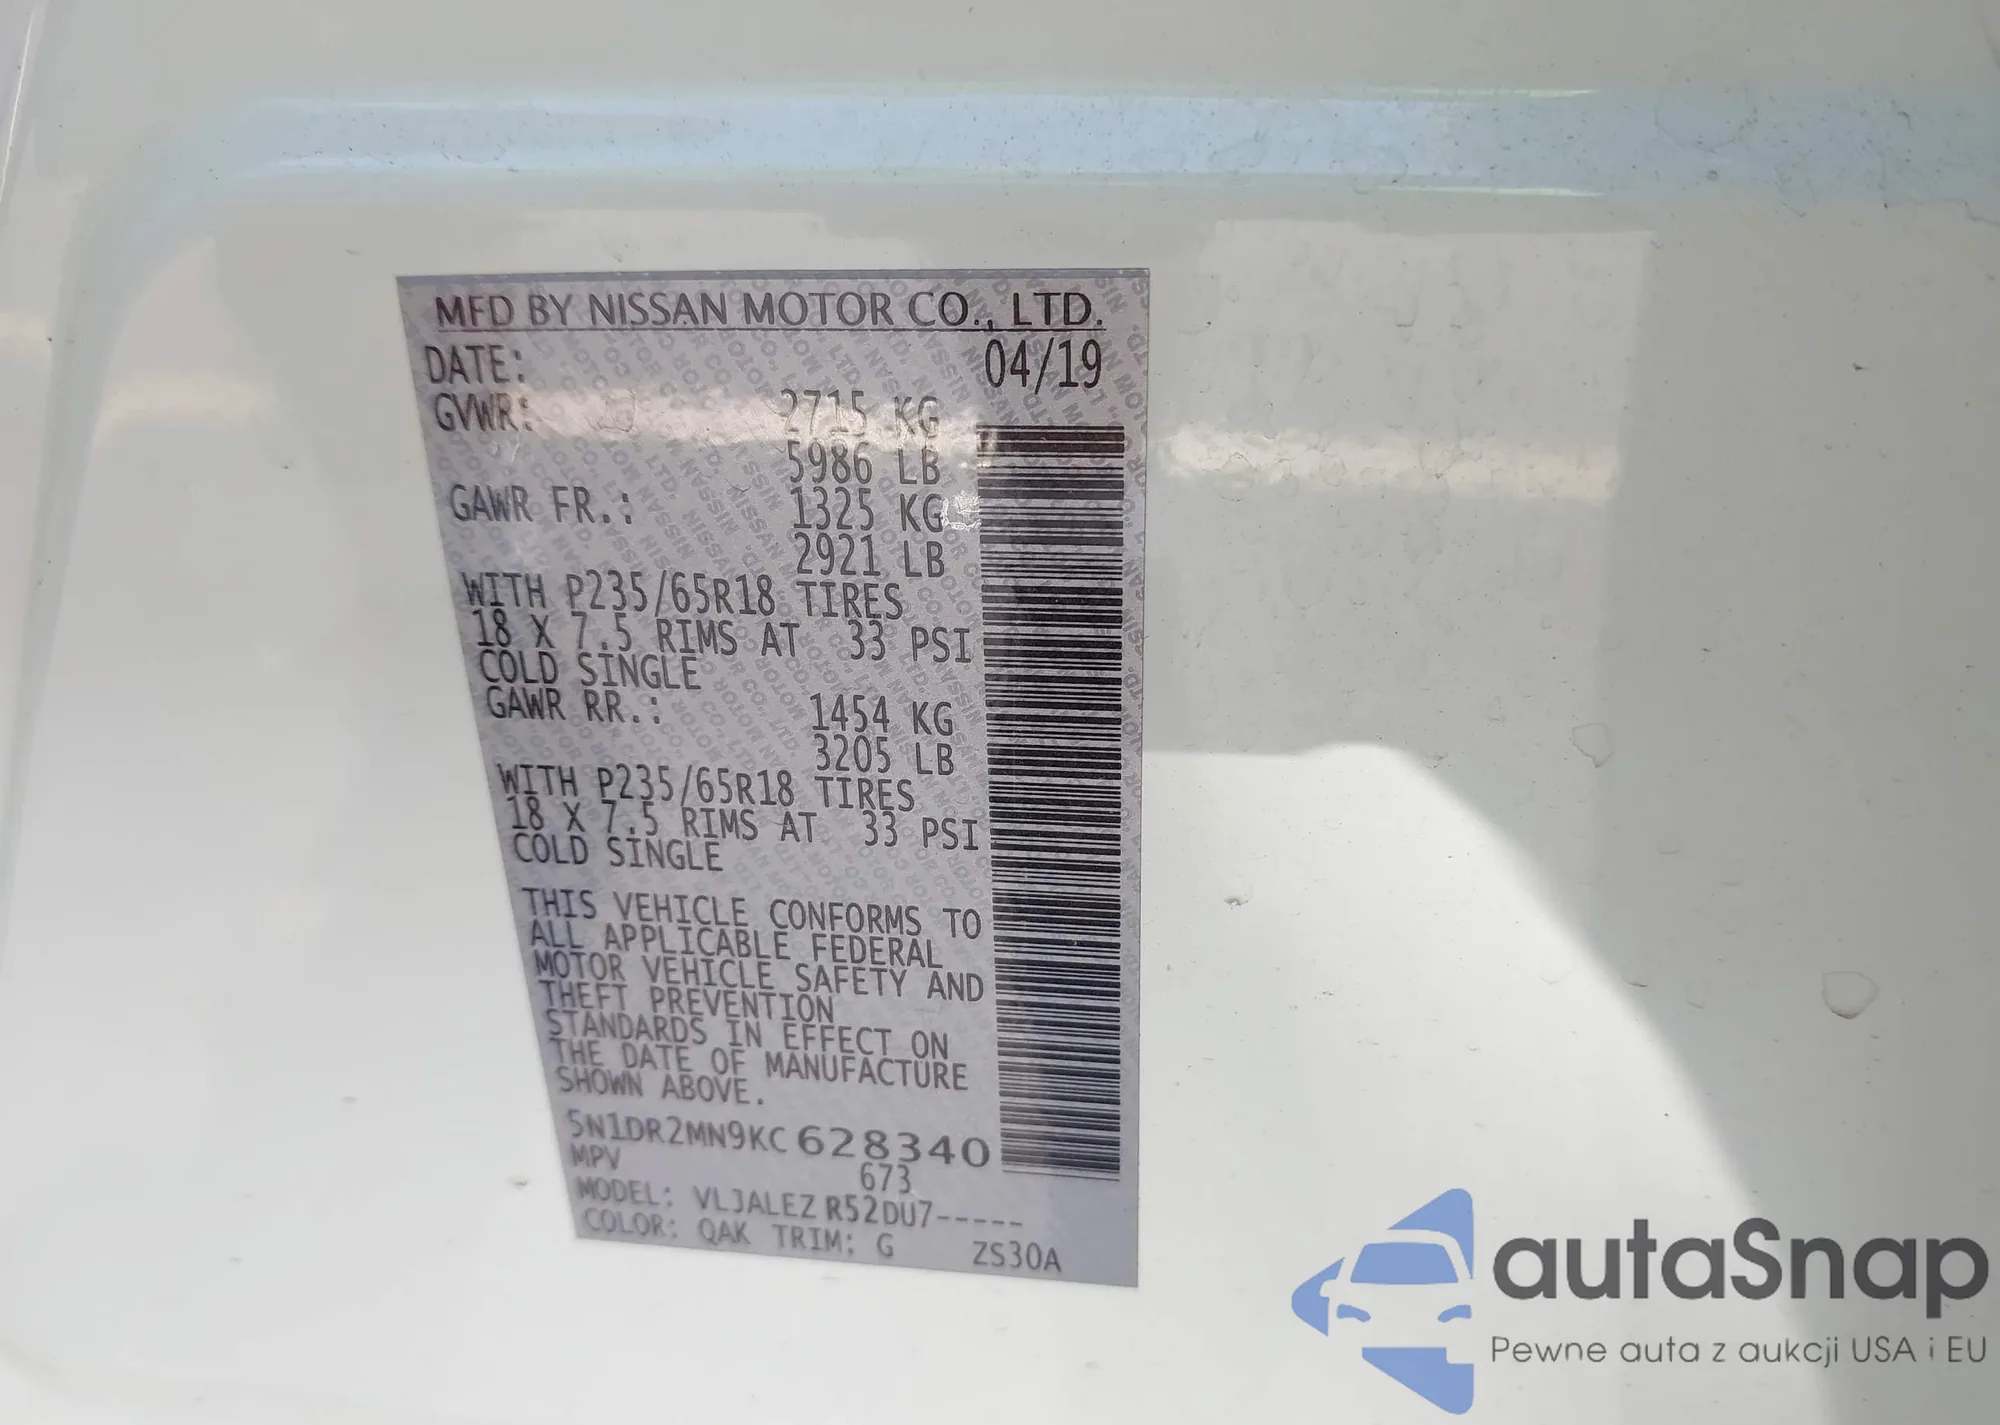 MFD BY NISSAN MOTOR CO., LTD.
DATE: 04/19
GVWR: 2715 KG
5986 LB
GAWR FR.: 1325 KG
2921 LB
WITH P235/65R18 TIRES
18 X 7.5 RIMS AT 33 PSI
COLD SINGLE
GAWR RR.: 1454 KG
3205 LB
WITH P235/65R18 TIRES
18 X 7.5 RIMS AT 33 PSI
COLD SINGLE
THIS VEHICLE CONFORMS TO
ALL APPLICABLE FEDERAL
MOTOR VEHICLE SAFETY AND
THEFT PREVENTION
STANDARDS IN EFFECT ON
THE DATE OF MANUFACTURE
SHOWN ABOVE.
5N1DR2MN9KC 628340
MPV 673
MODEL: VLJALEZ R52DU7-----
COLOR: QAK TRIM: G ZS30A
autaSnap
Pewne auta z aukcji USA i EU